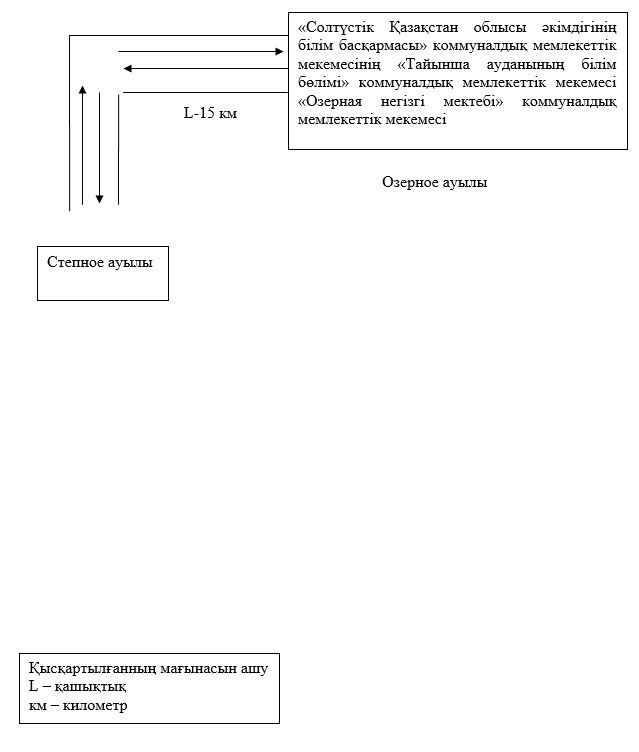 «Солтүстік Қазақстан облысы әкімдігінің
білім басқармасы» коммуналдық мемлекеттік
мекемесінің «Тайынша ауданының білім
бөлімі» коммуналдық мемлекеттік мекемесі
«Озерная негізгі мектебі» коммуналдық
мемлекеттік мекемесі
L-15 км
Озерное ауылы
Степное ауылы
Қысқартылғанның мағынасын ашу
L – қашықтық
км – километр